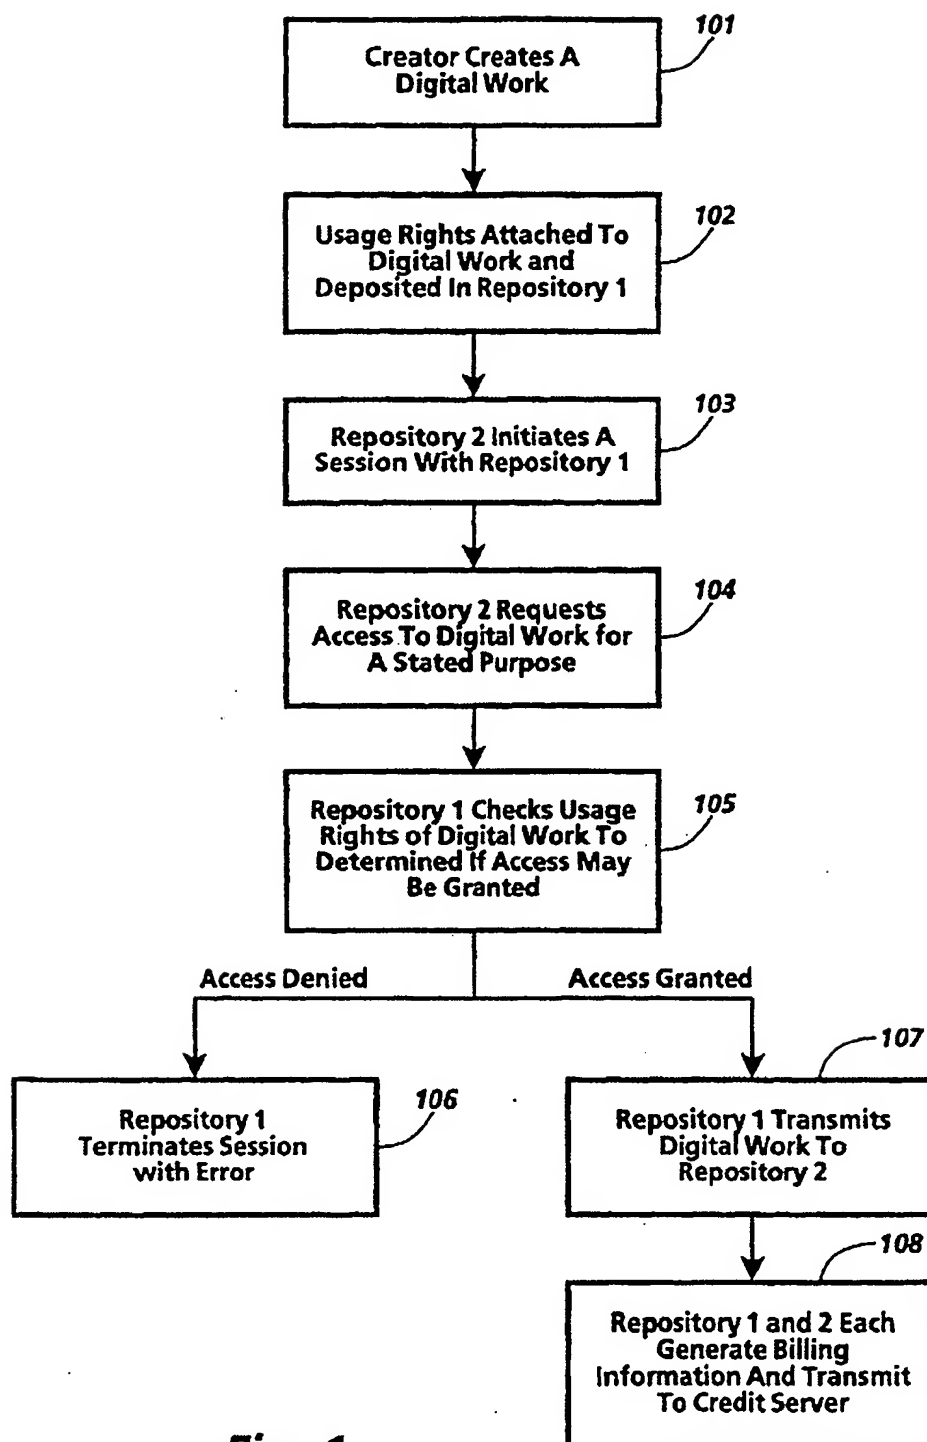 101
Creator Creates A
Digital Work
102
Usage Rights Attached To
Digital Work and
Deposited In Repository 1
103
Repository 2 Initiates A
Session With Repository 1
104
Repository 2 Requests
Access To Digital Work for
A Stated Purpose
105
Repository 1 Checks Usage
Rights of Digital Work To
Determined If Access May
Be Granted
Access Denied
Access Granted
107
106
Repository 1
Terminates Session
with Error
Repository 1 Transmits
Digital Work To
Repository 2
108
Repository 1 and 2 Each
Generate Billing
Information And Transmit
To Credit Server